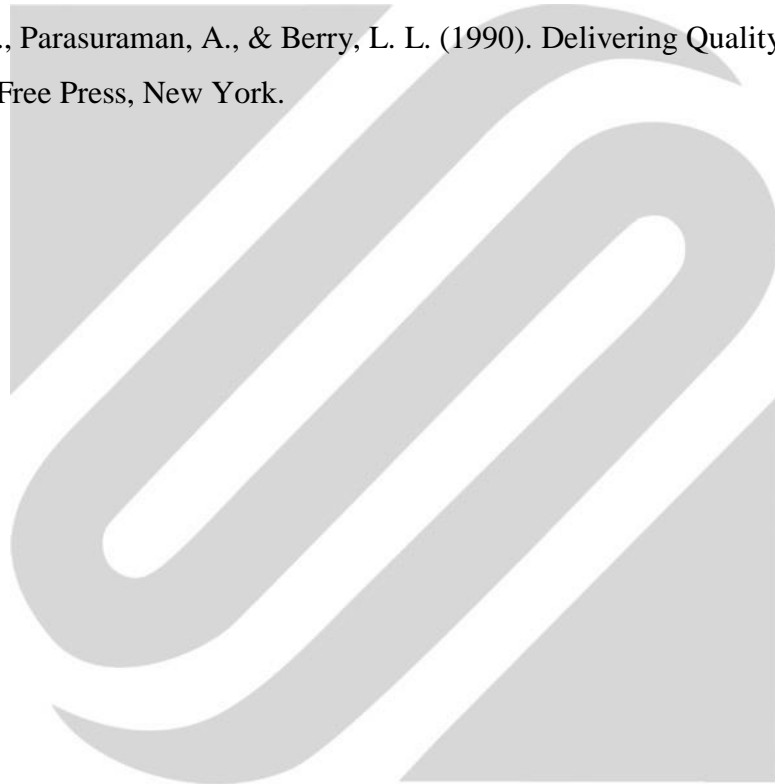 ., Parasuraman, A., & Berry, L. L. (1990). Delivering Quality
Free Press, New York.